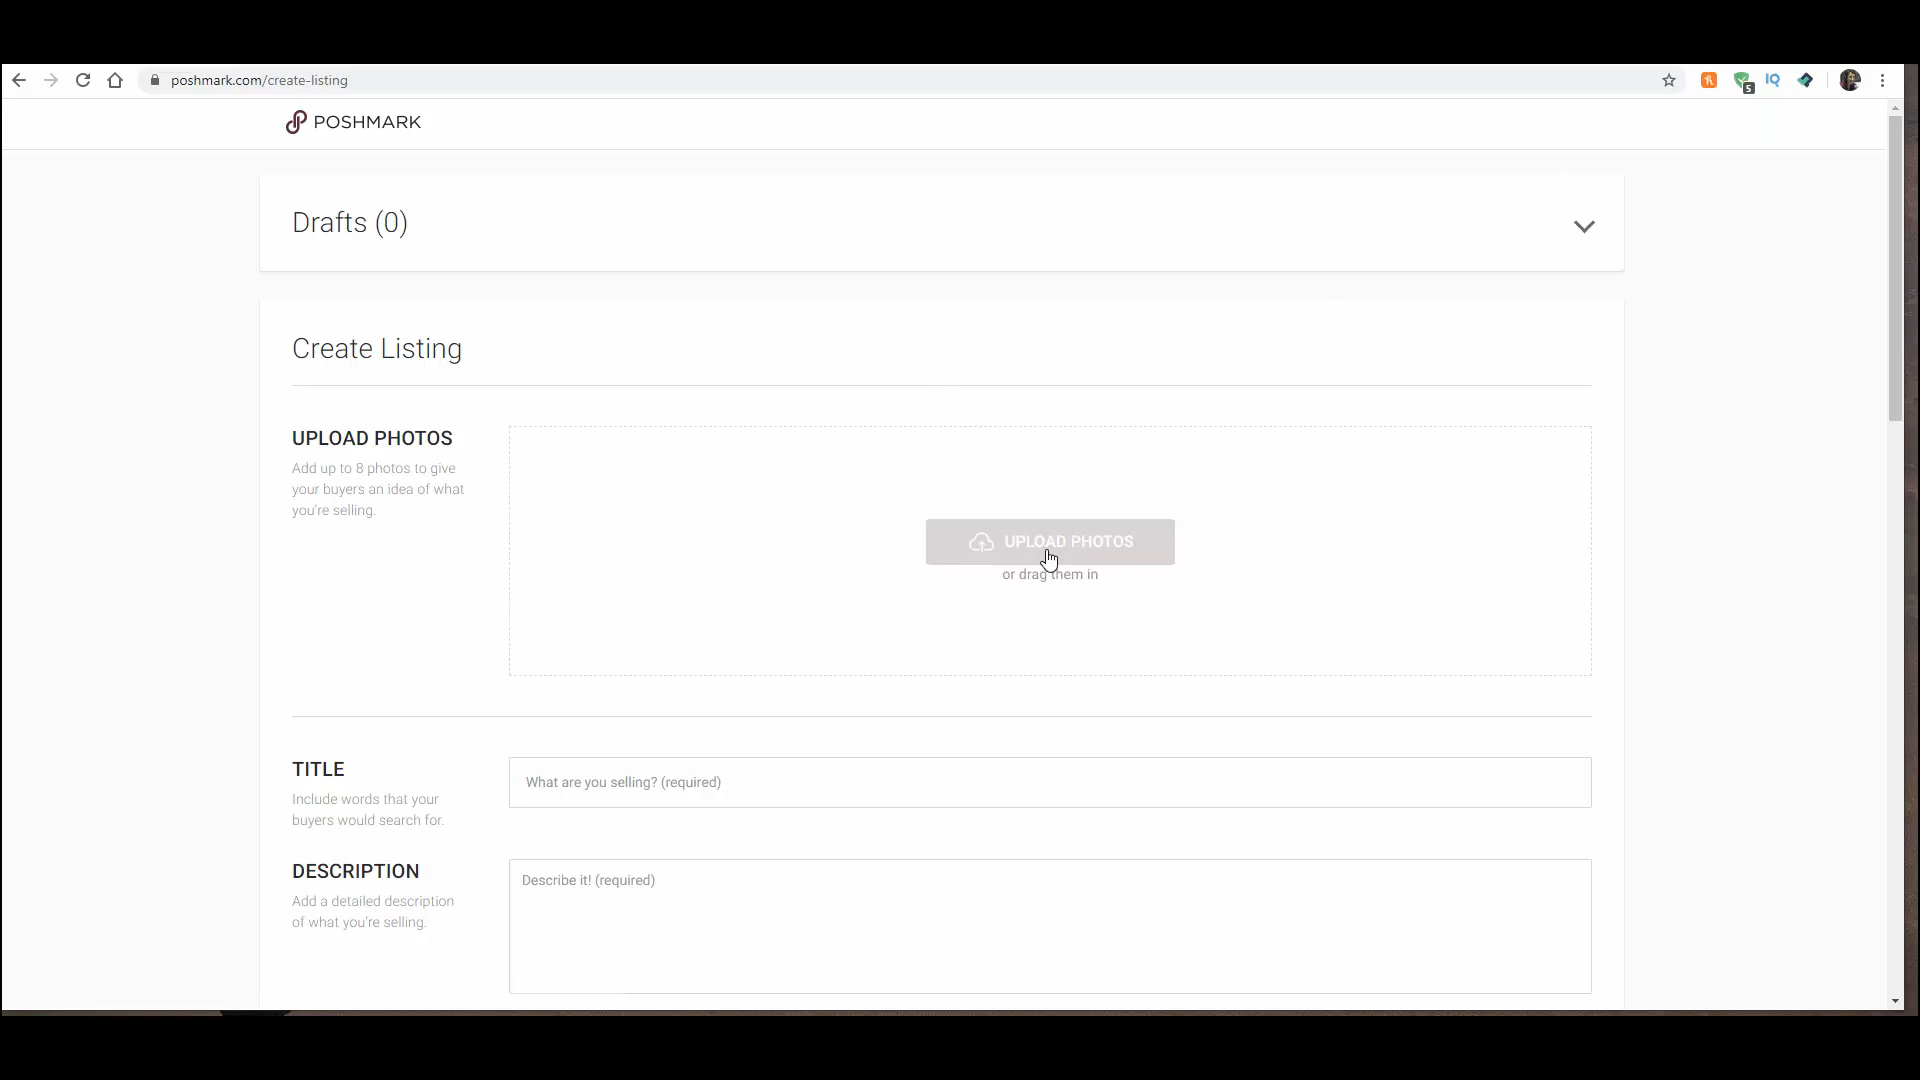 poshmark.com/create-listing
5
IQ
POSHMARK
Drafts (0)
Create Listing
UPLOAD PHOTOS
Add up to 8 photos to give
your buyers an idea of what
you're selling.
UPLOAD PHOTOS
or drag them in
TITLE
Include words that your
buyers would search for.
What are you selling? (required)
DESCRIPTION
Add a detailed description
of what you're selling.
Describe it! (required)